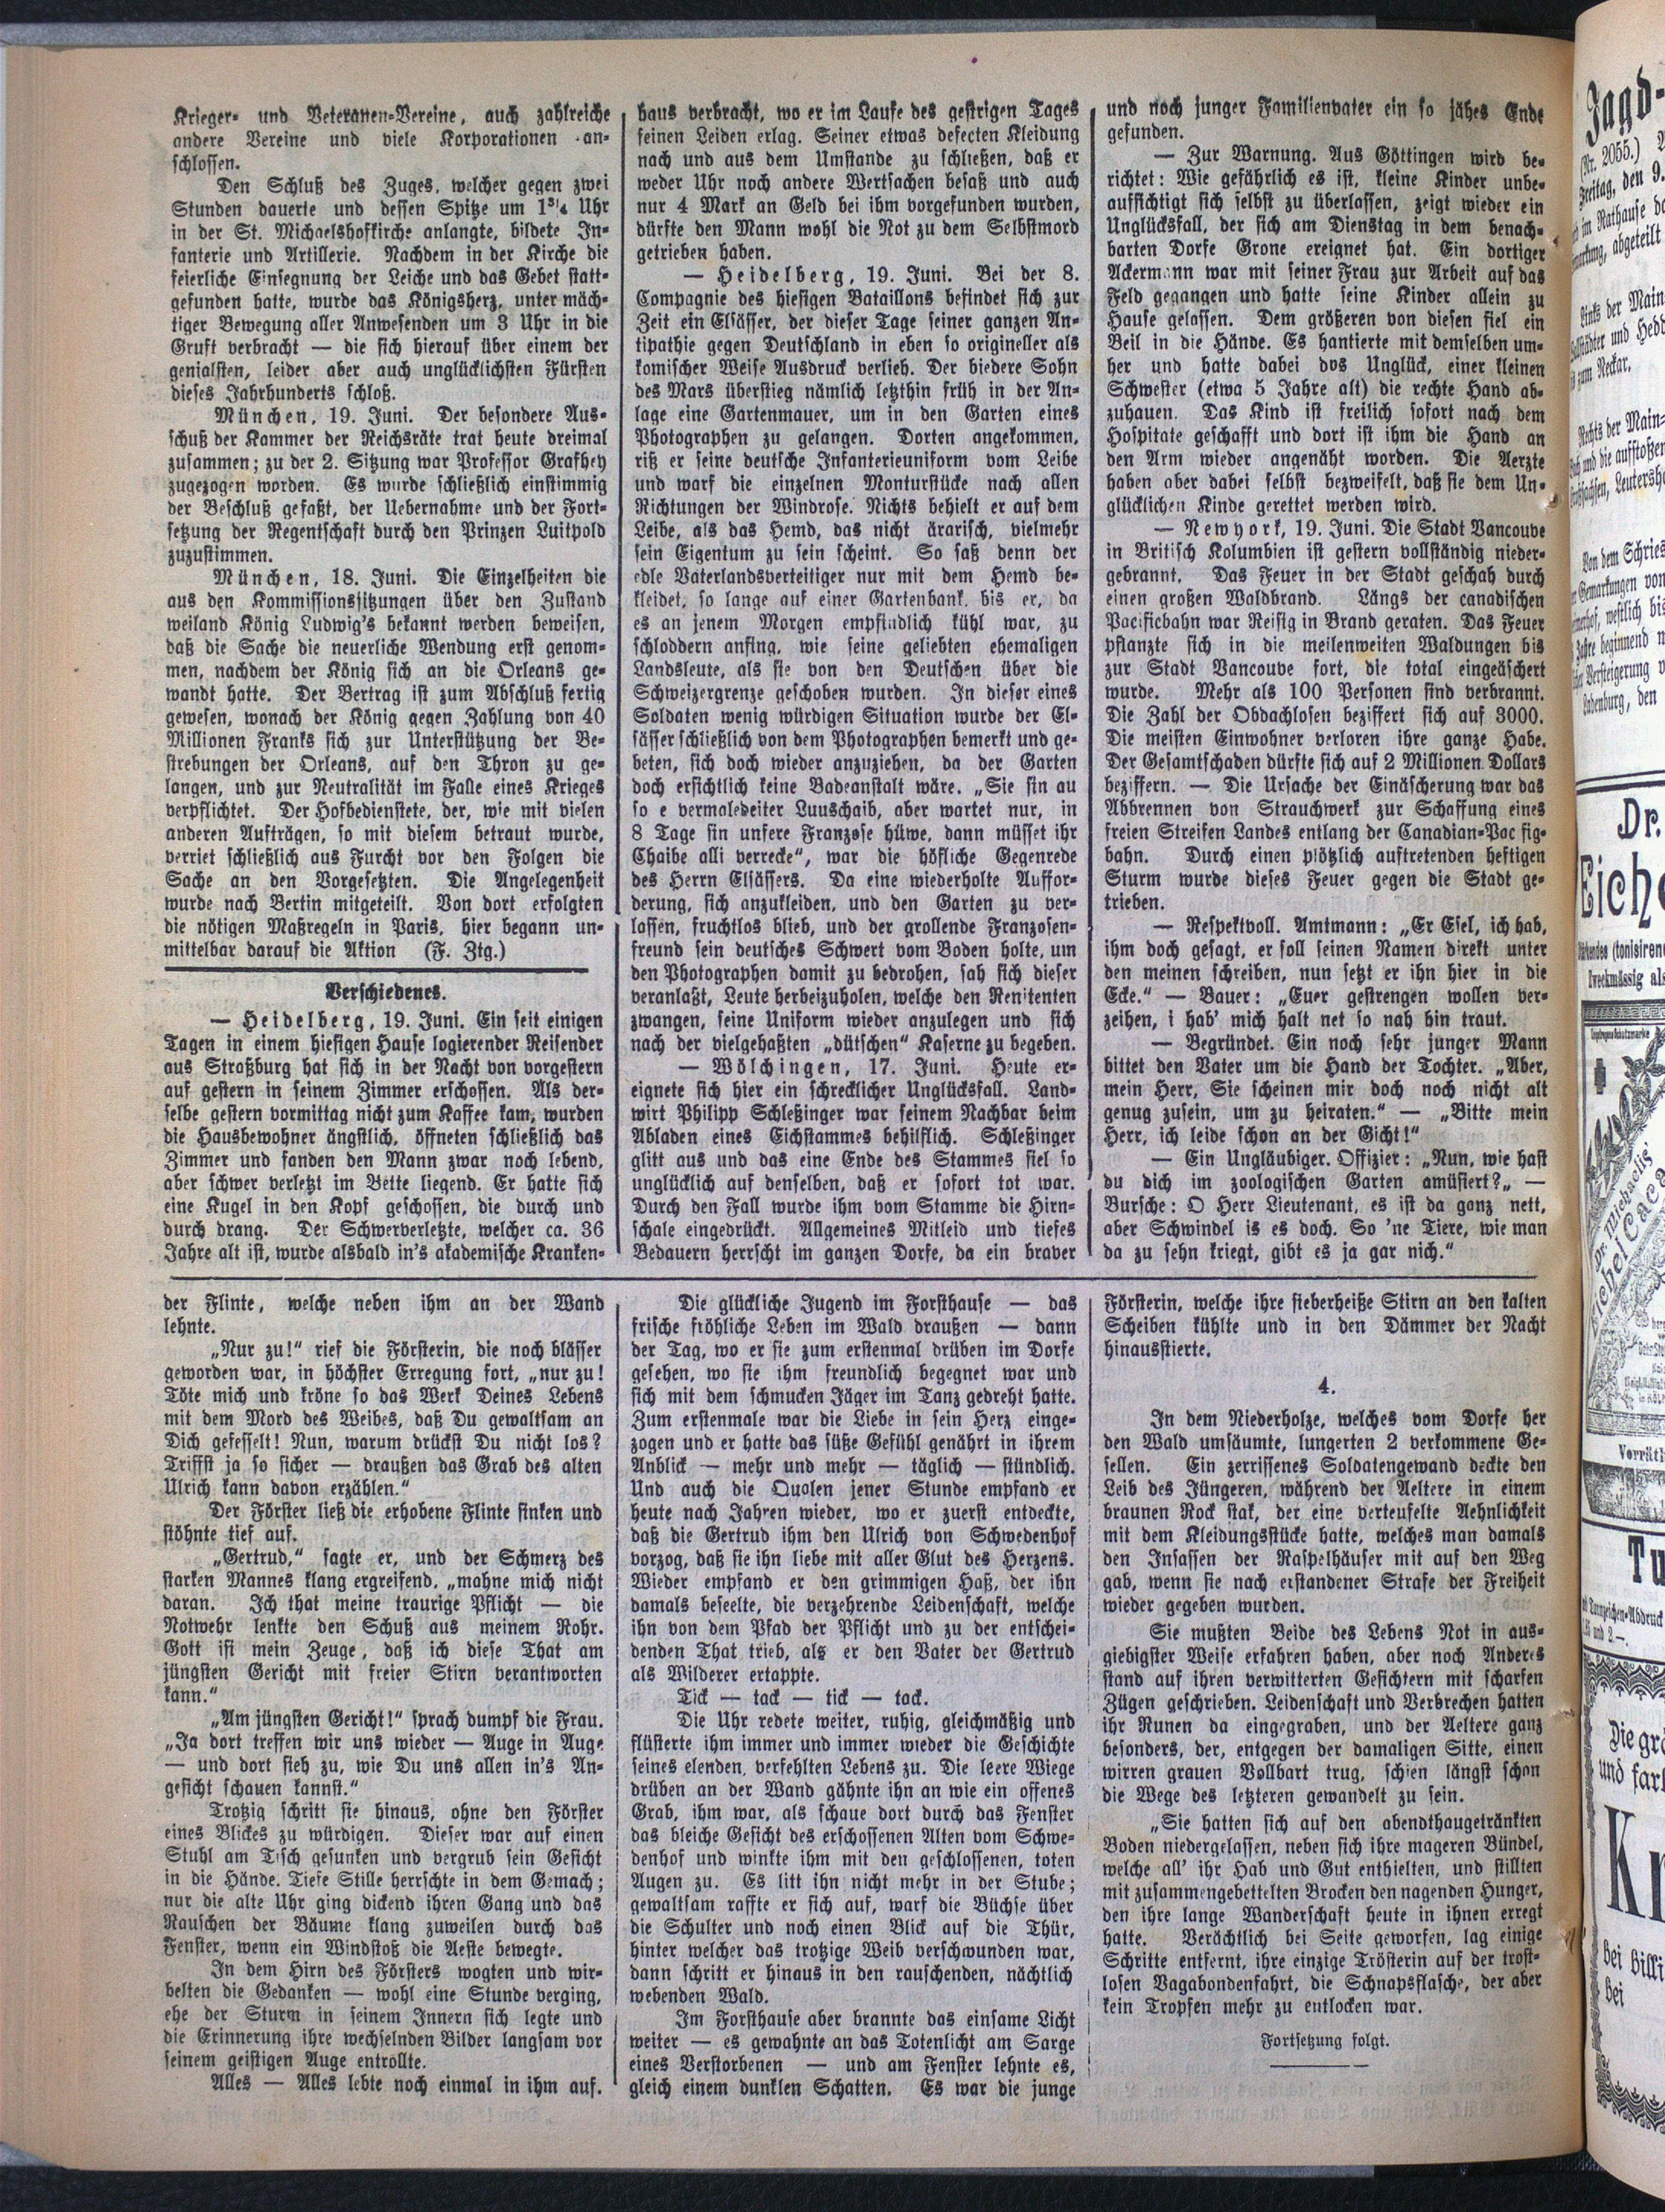 Krieger- und Veteranen-Vereine, auch zahlreiche
andere Vereine und viele Korporationen an-
schlossen.
Den Schluß des Zuges, welcher gegen zwei
Stunden dauerte und dessen Spitze um 1³/₄ Uhr
in der St. Michaelshofkirche anlangte, bildete In-
fanterie und Artillerie. Nachdem in der Kirche die
feierliche Einsegnung der Leiche und das Gebet statt-
gefunden hatte, wurde das Königsherz, unter mäch-
tiger Bewegung aller Anwesenden um 3 Uhr in die
Gruft verbracht — die sich hierauf über einem der
genialsten, leider aber auch unglücklichsten Fürsten
dieses Jahrhunderts schloß.
München, 19. Juni. Der besondere Aus-
schuß der Kammer der Reichsräte trat heute dreimal
zusammen; zu der 2. Sitzung war Professor Grashey
zugezogen worden. Es wurde schließlich einstimmig
der Beschluß gefaßt, der Uebernahme und der Fort-
setzung der Regentschaft durch den Prinzen Luitpold
zuzustimmen.
München, 18. Juni. Die Einzelheiten die
aus den Kommissionssitzungen über den Zustand
weiland König Ludwig's bekannt werden beweisen,
daß die Sache die neuerliche Wendung erst genom-
men, nachdem der König sich an die Orleans ge-
wandt hatte. Der Vertrag ist zum Abschluß fertig
gewesen, wonach der König gegen Zahlung von 40
Millionen Franks sich zur Unterstützung der Be-
strebungen der Orleans, auf den Thron zu ge-
langen, und zur Neutralität im Falle eines Krieges
verpflichtet. Der Hofbedienstete, der, wie mit vielen
anderen Aufträgen, so mit diesem betraut wurde,
verriet schließlich aus Furcht vor den Folgen die
Sache an den Vorgesetzten. Die Angelegenheit
wurde nach Berlin mitgeteilt. Von dort erfolgten
die nötigen Maßregeln in Paris, hier begann un-
mittelbar darauf die Aktion (F. Ztg.)
Verschiedenes.
— Heidelberg, 19. Juni. Ein seit einigen
Tagen in einem hiesigen Hause logierender Reisender
aus Straßburg hat sich in der Nacht von vorgestern
auf gestern in seinem Zimmer erschossen. Als der-
selbe gestern vormittag nicht zum Kaffee kam, wurden
die Hausbewohner ängstlich, öffneten schließlich das
Zimmer und fanden den Mann zwar noch lebend,
aber schwer verletzt im Bette liegend. Er hatte sich
eine Kugel in den Kopf geschossen, die durch und
durch drang. Der Schwerverletzte, welcher ca. 36
Jahre alt ist, wurde alsbald in's akademische Kranken-
haus verbracht, wo er im Laufe des gestrigen Tages
seinen Leiden erlag. Seiner etwas defecten Kleidung
nach und aus dem Umstande zu schließen, daß er
weder Uhr noch andere Wertsachen besaß und auch
nur 4 Mark an Geld bei ihm vorgefunden wurden,
dürfte den Mann wohl die Not zu dem Selbstmord
getrieben haben.
— Heidelberg, 19. Juni. Bei der 8.
Compagnie des hiesigen Bataillons befindet sich zur
Zeit ein Elsässer, der dieser Tage seiner ganzen An-
tipathie gegen Deutschland in eben so origineller als
komischer Weise Ausdruck verlieh. Der biedere Sohn
des Mars überstieg nämlich letzthin früh in der An-
lage eine Gartenmauer, um in den Garten eines
Photographen zu gelangen. Dorten angekommen,
riß er seine deutsche Infanterieuniform vom Leibe
und warf die einzelnen Monturstücke nach allen
Richtungen der Windrose. Nichts behielt er auf dem
Leibe, als das Hemd, das nicht ärarisch, vielmehr
sein Eigentum zu sein scheint. So saß denn der
edle Vaterlandsverteitiger nur mit dem Hemd be-
kleidet, so lange auf einer Gartenbank, bis er, da
es an jenem Morgen empfindlich kühl war, zu
schloddern anfing, wie seine geliebten ehemaligen
Landsleute, als sie von den Deutschen über die
Schweizergrenze geschoben wurden. In dieser eines
Soldaten wenig würdigen Situation wurde der El-
sässer schließlich von dem Photographen bemerkt und ge-
beten, sich doch wieder anzuziehen, da der Garten
doch ersichtlich keine Badeanstalt wäre. „Sie sin au
so e vermaledeiter Luuschaib, aber wartet nur, in
8 Tage sin unsere Franzose hüwe, dann müsset ihr
Chaibe alli verrecke“, war die höfliche Gegenrede
des Herrn Elsässers. Da eine wiederholte Auffor-
derung, sich anzukleiden, und den Garten zu ver-
lassen, fruchtlos blieb, und der grollende Franzosen-
freund sein deutsches Schwert vom Boden holte, um
den Photographen damit zu bedrohen, sah sich dieser
veranlaßt, Leute herbeizuholen, welche den Renitenten
zwangen, seine Uniform wieder anzulegen und sich
nach der vielgehaßten „dütschen“ Kaserne zu begeben.
— Wölchingen, 17. Juni. Heute er-
eignete sich hier ein schrecklicher Unglücksfall. Land-
wirt Philipp Schleßinger war seinem Nachbar beim
Abladen eines Eichstammes behilflich. Schleßinger
glitt aus und das eine Ende des Stammes fiel so
unglücklich auf denselben, daß er sofort tot war.
Durch den Fall wurde ihm vom Stamme die Hirn-
schale eingedrückt. Allgemeines Mitleid und tiefes
Bedauern herrscht im ganzen Dorfe, da ein braver
und noch junger Familienvater ein so jähes Ende
gefunden.
— Zur Warnung. Aus Göttingen wird be-
richtet: Wie gefährlich es ist, kleine Kinder unbe-
aufsichtigt sich selbst zu überlassen, zeigt wieder ein
Unglücksfall, der sich am Dienstag in dem benach-
barten Dorfe Grone ereignet hat. Ein dortiger
Ackermann war mit seiner Frau zur Arbeit auf das
Feld gegangen und hatte seine Kinder allein zu
Hause gelassen. Dem größeren von diesen fiel ein
Beil in die Hände. Es hantierte mit demselben um-
her und hatte dabei dvs Unglück, einer kleinen
Schwester (etwa 5 Jahre alt) die rechte Hand ab-
zuhauen. Das Kind ist freilich sofort nach dem
Hospitale geschafft und dort ist ihm die Hand an
den Arm wieder angenäht worden. Die Aerzte
haben aber dabei selbst bezweifelt, daß sie dem Un-
glücklichen Kinde gerettet werden wird.
— Newyork, 19. Juni. Die Stadt Vancouve
in Britisch Kolumbien ist gestern vollständig nieder-
gebrannt. Das Feuer in der Stadt geschah durch
einen großen Waldbrand. Längs der canadischen
Pacificbahn war Reisig in Brand geraten. Das Feuer
pflanzte sich in die meilenweiten Waldungen bis
zur Stadt Vancouve fort, die total eingeäschert
wurde. Mehr als 100 Personen sind verbrannt.
Die Zahl der Obdachlosen beziffert sich auf 3000.
Die meisten Einwohner verloren ihre ganze Habe.
Der Gesamtschaden dürfte sich auf 2 Millionen Dollars
beziffern. — Die Ursache der Einäscherung war das
Abbrennen von Strauchwerk zur Schaffung eines
freien Streifen Landes entlang der Canadian-Pac fig-
bahn. Durch einen plötzlich auftretenden heftigen
Sturm wurde dieses Feuer gegen die Stadt ge-
trieben.
— Respektvoll. Amtmann: „Er Esel, ich hab,
ihm doch gesagt, er soll seinen Namen direkt unter
den meinen schreiben, nun setzt er ihn hier in die
Ecke.“ — Bauer: „Euer gestrengen wollen ver-
zeihen, i hab' mich halt net so nah hin traut.
— Begründet. Ein noch sehr junger Mann
bittet den Vater um die Hand der Tochter. „Aber,
mein Herr, Sie scheinen mir doch noch nicht alt
genug zusein, um zu heiraten.“ — „Bitte mein
Herr, ich leide schon an der Gicht!“
— Ein Ungläubiger. Offizier: „Nun, wie hast
du dich im zoologischen Garten amüsiert?„ —
Bursche: O Herr Lieutenant, es ist da ganz nett,
aber Schwindel is es doch. So 'ne Tiere, wie man
da zu sehn kriegt, gibt es ja gar nich.“
der Flinte, welche neben ihm an der Wand
lehnte.
„Nur zu!“ rief die Försterin, die noch blässer
geworden war, in höchster Erregung fort, „nur zu!
Töte mich und kröne so das Werk Deines Lebens
mit dem Mord des Weibes, daß Du gewaltsam an
Dich gefesselt! Nun, warum drückst Du nicht los?
Triffst ja so sicher — draußen das Grab des alten
Ulrich kann davon erzählen.“
Der Förster ließ die erhobene Flinte sinken und
stöhnte tief auf.
„Gertrud,“ sagte er, und der Schmerz des
starken Mannes klang ergreifend, „mahne mich nicht
daran. Ich that meine traurige Pflicht — die
Notwehr lenkte den Schuß aus meinem Rohr.
Gott ist mein Zeuge, daß ich diese That am
jüngsten Gericht mit freier Stirn verantworten
kann.“
„Am jüngsten Gericht!“ sprach dumpf die Frau.
„Ja dort treffen wir uns wieder — Auge in Auge
— und dort sieh zu, wie Du uns allen in's An-
gesicht schauen kannst.“
Trotzig schritt sie hinaus, ohne den Förster
eines Blickes zu würdigen. Dieser war auf einen
Stuhl am Tisch gesunken und vergrub sein Gesicht
in die Hände. Tiefe Stille herrschte in dem Gemach;
nur die alte Uhr ging dickend ihren Gang und das
Rauschen der Bäume klang zuweilen durch das
Fenster, wenn ein Windstoß die Aeste bewegte.
In dem Hirn des Försters wogten und wir-
belten die Gedanken — wohl eine Stunde verging,
ehe der Sturm in seinem Innern sich legte und
die Erinnerung ihre wechselnden Bilder langsam vor
seinem geistigen Auge entrollte.
Alles — Alles lebte noch einmal in ihm auf.
Die glückliche Jugend im Forsthause — das
frische fröhliche Leben im Wald draußen — dann
der Tag, wo er sie zum erstenmal drüben im Dorfe
gesehen, wo sie ihm freundlich begegnet war und
sich mit dem schmucken Jäger im Tanz gedreht hatte.
Zum erstenmale war die Liebe in sein Herz einge-
zogen und er hatte das süße Gefühl genährt in ihrem
Anblick — mehr und mehr — täglich — stündlich.
Und auch die Qualen jener Stunde empfand er
heute nach Jahren wieder, wo er zuerst entdeckte,
daß die Gertrud ihm den Ulrich von Schwedenhof
vorzog, daß sie ihn liebe mit aller Glut des Herzens.
Wieder empfand er den grimmigen Haß, der ihn
damals beseelte, die verzehrende Leidenschaft, welche
ihn von dem Pfad der Pflicht und zu der entschei-
denden That trieb, als er den Vater der Gertrud
als Wilderer ertappte.
Tick — tack — tick — tack.
Die Uhr redete weiter, ruhig, gleichmäßig und
flüsterte ihm immer und immer wieder die Geschichte
seines elenden, verfehlten Lebens zu. Die leere Wiege
drüben an der Wand gähnte ihn an wie ein offenes
Grab, ihm war, als schaue dort durch das Fenster
das bleiche Gesicht des erschossenen Alten vom Schwe-
denhof und winkte ihm mit den geschlossenen, toten
Augen zu. Es litt ihn nicht mehr in der Stube;
gewaltsam raffte er sich auf, warf die Büchse über
die Schulter und noch einen Blick auf die Thür,
hinter welcher das trotzige Weib verschwunden war,
dann schritt er hinaus in den rauschenden, nächtlich
webenden Wald.
Im Forsthause aber brannte das einsame Licht
weiter — es gewahnte an das Totenlicht am Sarge
eines Verstorbenen — und am Fenster lehnte es,
gleich einem dunklen Schatten. Es war die junge
Försterin, welche ihre fieberheiße Stirn an den kalten
Scheiben kühlte und in den Dämmer der Nacht
hinausstierte.
4.
In dem Niederholze, welches vom Dorfe her
den Wald umsäumte, lungerten 2 verkommene Ge-
sellen. Ein zerrissenes Soldatengewand deckte den
Leib des Jüngeren, während der Aeltere in einem
braunen Rock stak, der eine verteufelte Aehnlichkeit
mit dem Kleidungsstücke hatte, welches man damals
den Insassen der Raspelhäuser mit auf den Weg
gab, wenn sie nach erstandener Strafe der Freiheit
wieder gegeben wurden.
Sie mußten Beide des Lebens Not in aus-
giebigster Weise erfahren haben, aber noch Anderes
stand auf ihren verwitterten Gesichtern mit scharfen
Zügen geschrieben. Leidenschaft und Verbrechen hatten
ihr Runen da eingegraben, und der Aeltere ganz
besonders, der, entgegen der damaligen Sitte, einen
wirren grauen Vollbart trug, schien längst schon
die Wege des letzteren gewandelt zu sein.
„Sie hatten sich auf den abendthaugetränkten
Boden niedergelassen, neben sich ihre mageren Bündel,
welche all' ihr Hab und Gut enthielten, und stillten
mit zusammengebettelten Brocken den nagenden Hunger,
den ihre lange Wanderschaft heute in ihnen erregt
hatte. Verächtlich bei Seite geworfen, lag einige
Schritte entfernt, ihre einzige Trösterin auf der trost-
losen Vagabondenfahrt, die Schnapsflasche, der aber
kein Tropfen mehr zu entlocken war.
Fortsetzung folgt.
Jagd-
(Nr. 2055.)
Freitag, den 9.
im Rathause
abgeteilt
Links der Main
und Hedd
zum Neckar.
Rechts der Main-
und die aufstoßen
Leutersh
Von dem Schries
Gemarkungen von
westlich bis
Jahre beginnend
Versteigerung
Ladenburg, den
Dr.
Eiche
(tonisiren
Zweckmässig als
Dr. Michaelis'
Eichel Caca
Vorräti
Tu
Die grö
und far
Kn
bei billi
bei